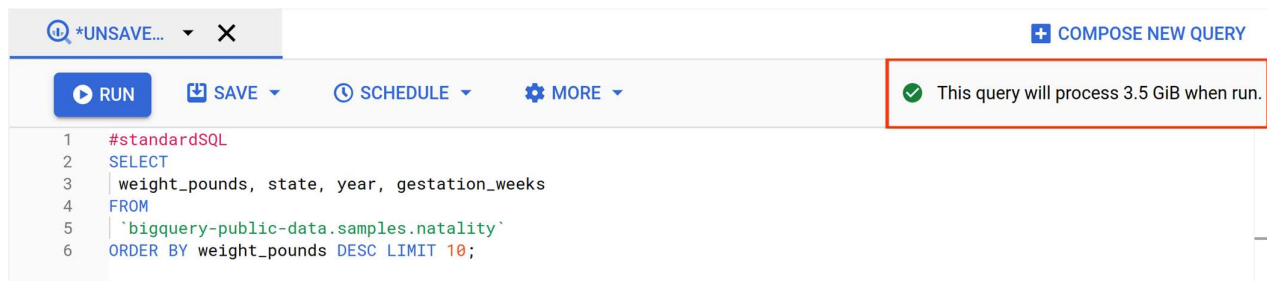 *UNSAVE...
COMPOSE NEW QUERY
RUN SAVE SCHEDULE MORE This query will process 3.5 GiB when run.
1 #standardSQL
2 SELECT
3 weight_pounds, state, year, gestation_weeks
4 FROM
5 `bigquery-public-data.samples.natality`
6 ORDER BY weight_pounds DESC LIMIT 10;